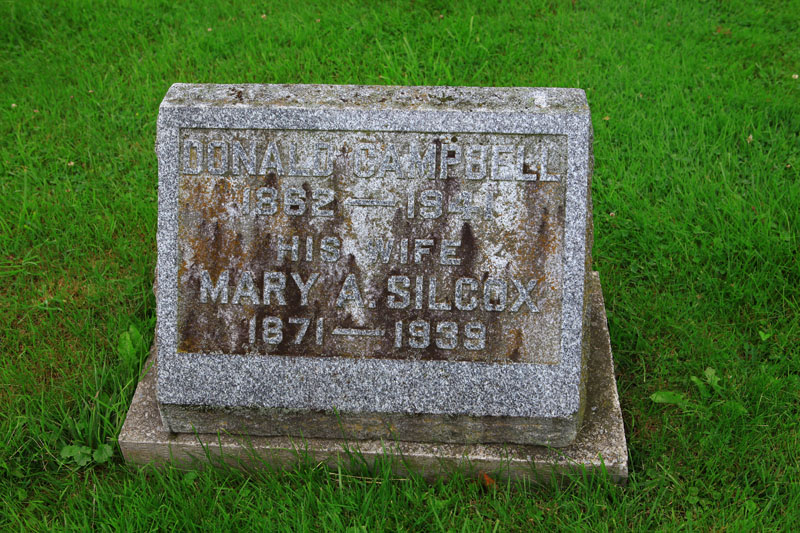 DONALD CAMPBELL
1862 — 1941
HIS WIFE
MARY A. SILCOX
1871 — 1939